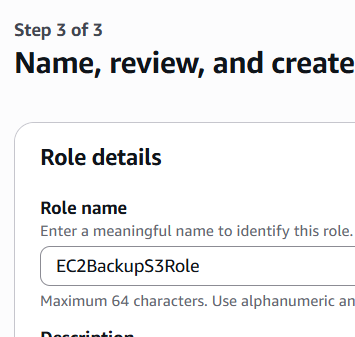 Step 3 of 3
Name, review, and create
Role details
Role name
Enter a meaningful name to identify this role.
EC2BackupS3Role
Maximum 64 characters. Use alphanumeric an
Description